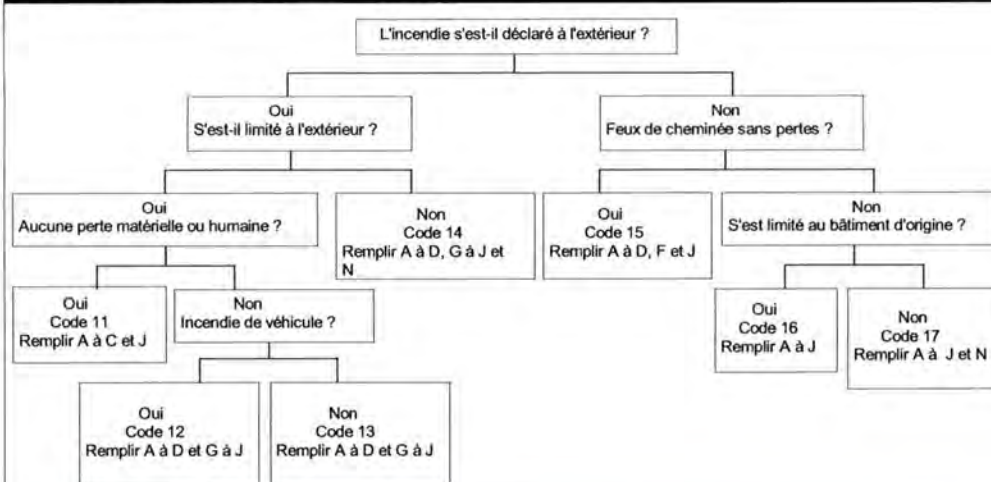 L'incendie s'est-il déclaré à l'extérieur ?
Oui
S'est-il limité à l'extérieur ?
Non
Feux de cheminée sans pertes ?
Oui
Aucune perte matérielle ou humaine ?
Non
Code 14
Remplir A à D, G à J et
N
Oui
Code 15
Remplir A à D, F et J
Non
S'est limité au bâtiment d'origine ?
Oui
Code 11
Remplir A à C et J
Non
Incendie de véhicule ?
Oui
Code 16
Remplir A à J
Non
Code 17
Remplir A à J et N
Oui
Code 12
Remplir A à D et G à J
Non
Code 13
Remplir A à D et G à J